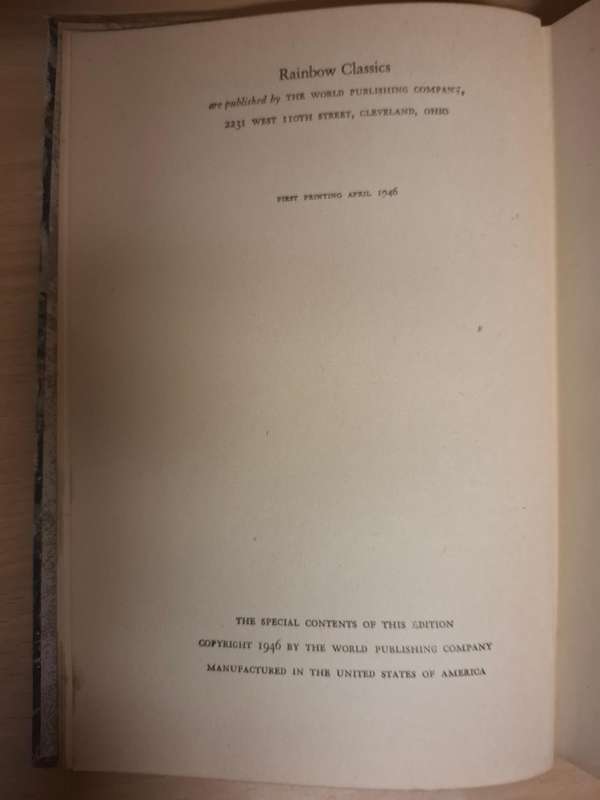 Rainbow Classics
are published by THE WORLD PUBLISHING COMPANY,
2231 WEST 110TH STREET, CLEVELAND, OHIO
FIRST PRINTING APRIL 1946
THE SPECIAL CONTENTS OF THIS EDITION
COPYRIGHT 1946 BY THE WORLD PUBLISHING COMPANY
MANUFACTURED IN THE UNITED STATES OF AMERICA